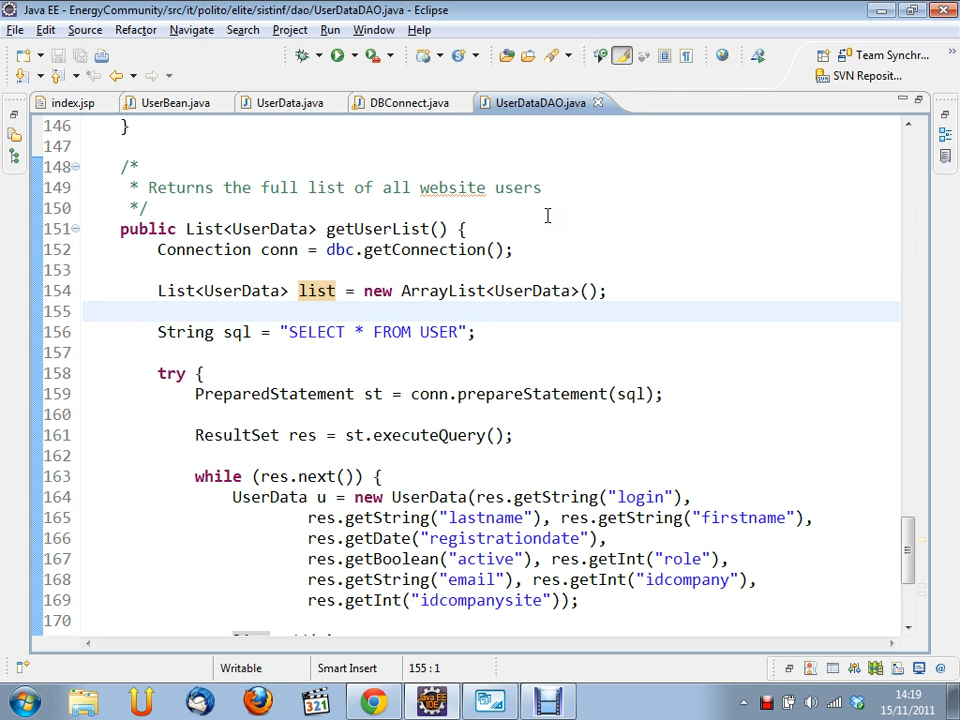 Java EE - EnergyCommunity/src/it/polito/elite/sistinf/dao/UserDataDAO.java - Eclipse
File Edit Source Refactor Navigate Search Project Run Window Help
Team Synchr...
SVN Reposit...
index.jsp UserBean.java UserData.java DBConnect.java UserDataDAO.java
146 }
147
148 /*
149 * Returns the full list of all website users
150 */
151 public List<UserData> getUserList() {
152 Connection conn = dbc.getConnection();
153
154 List<UserData> list = new ArrayList<UserData>();
155
156 String sql = "SELECT * FROM USER";
157
158 try {
159 PreparedStatement st = conn.prepareStatement(sql);
160
161 ResultSet res = st.executeQuery();
162
163 while (res.next()) {
164 UserData u = new UserData(res.getString("login"),
165 res.getString("lastname"), res.getString("firstname"),
166 res.getDate("registrationdate"),
167 res.getBoolean("active"), res.getInt("role"),
168 res.getString("email"), res.getInt("idcompany"),
169 res.getInt("idcompanysite"));
170
Writable Smart Insert 155 : 1
321
Java EE
IDE
14:19
15/11/2011